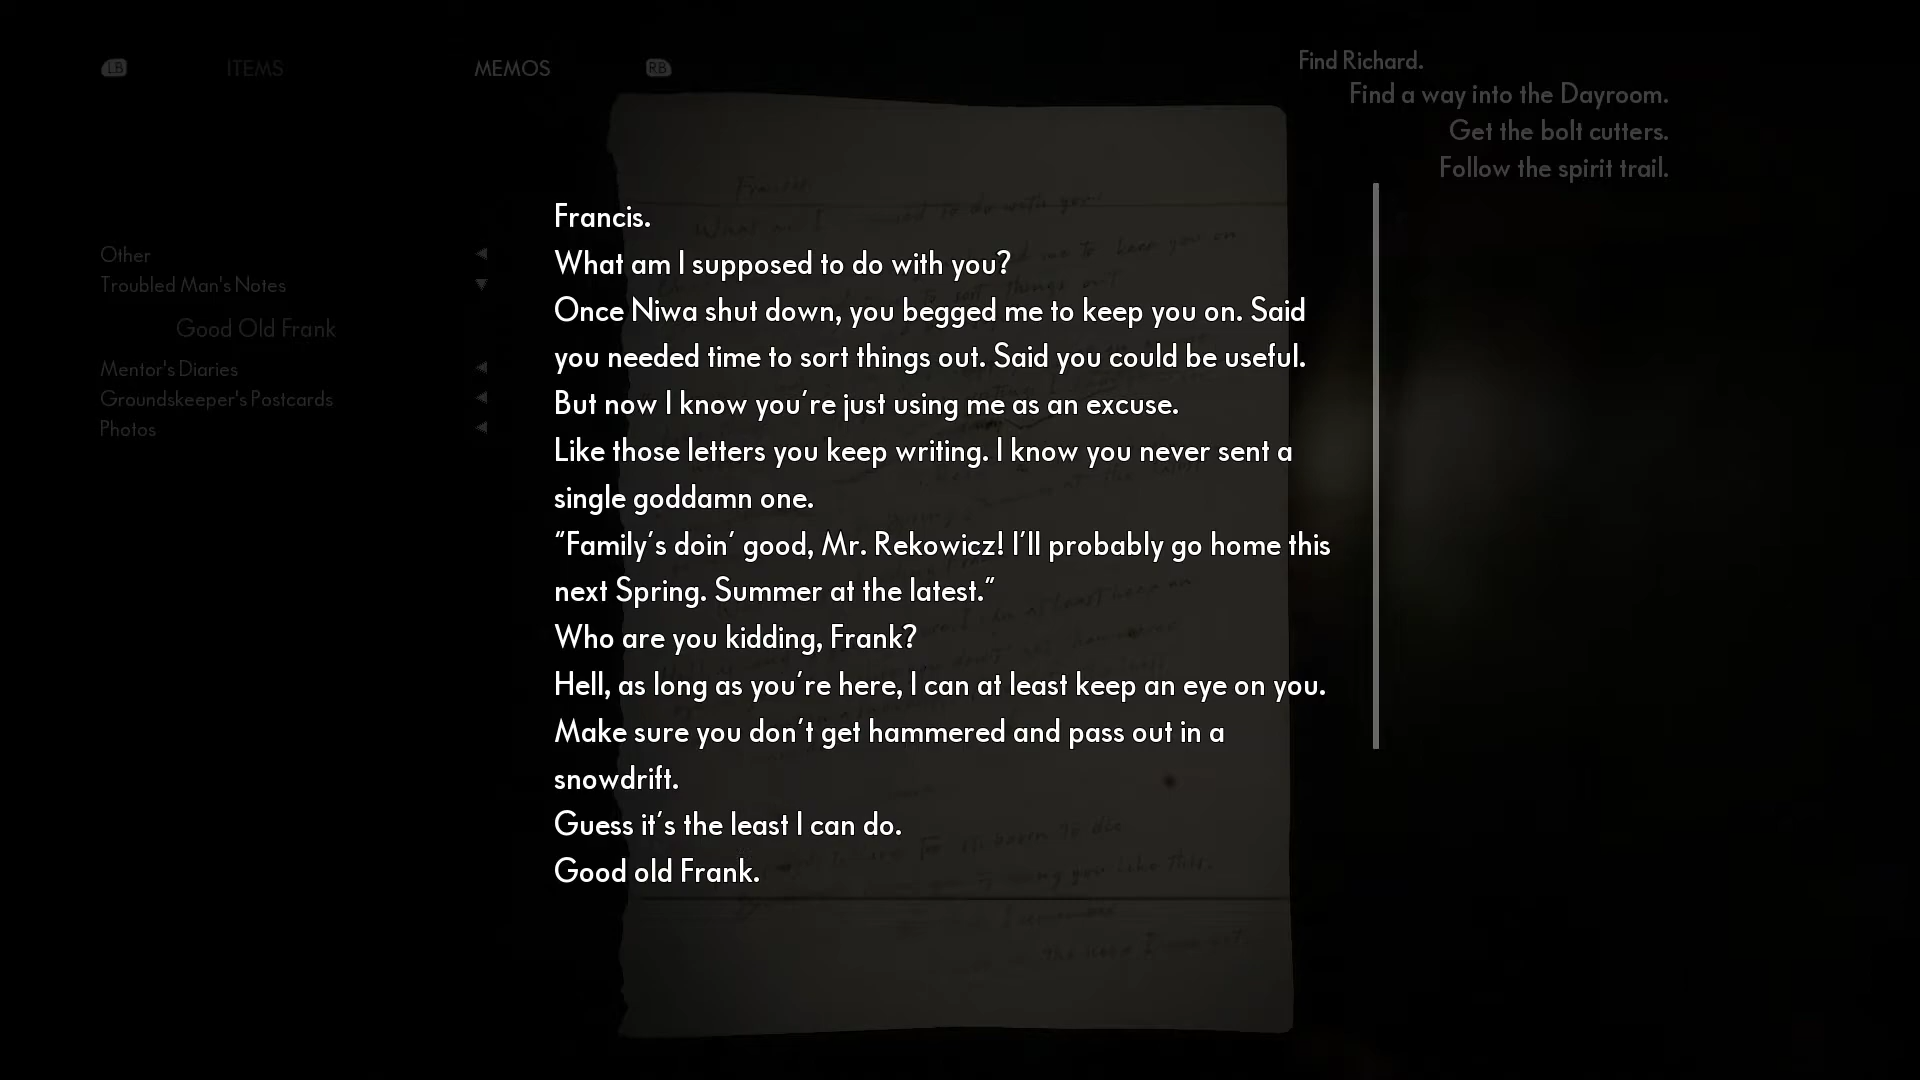 LB ITEMS MEMOS RB
Find Richard.
Find a way into the Dayroom.
Get the bolt cutters.
Follow the spirit trail.
Other
Troubled Man's Notes
Good Old Frank
Mentor's Diaries
Groundskeeper's Postcards
Photos
Francis.
What am I supposed to do with you?
Once Niwa shut down, you begged me to keep you on. Said
you needed time to sort things out. Said you could be useful.
But now I know you're just using me as an excuse.
Like those letters you keep writing. I know you never sent a
single goddamn one.
"Family's doin' good, Mr. Rekowicz! I'll probably go home this
next Spring. Summer at the latest."
Who are you kidding, Frank?
Hell, as long as you're here, I can at least keep an eye on you.
Make sure you don't get hammered and pass out in a
snowdrift.
Guess it's the least I can do.
Good old Frank.